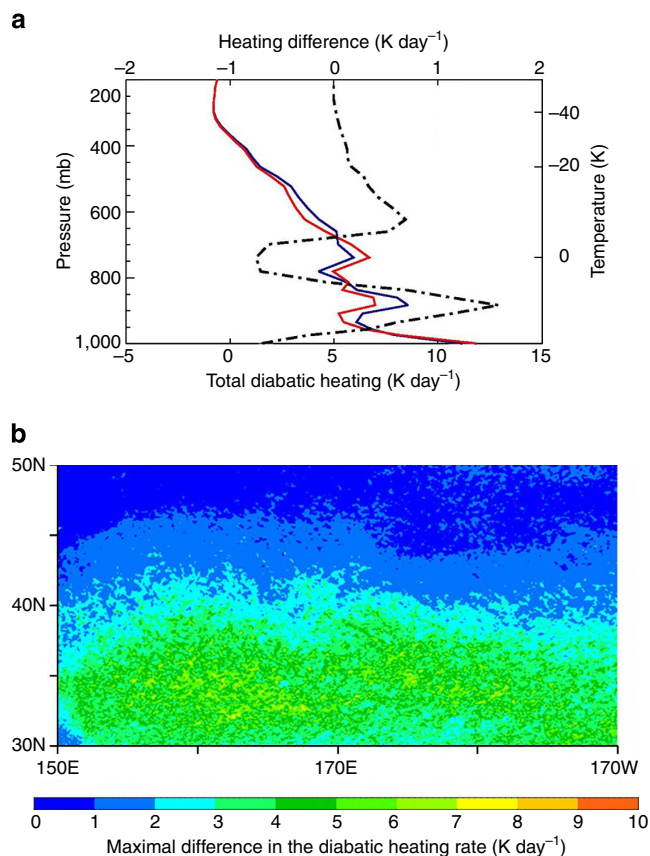 a
Heating difference (K day⁻¹)
–2 –1 0 1 2
200
400
600
800
1,000
Pressure (mb)
–40
–20
0
Temperature (K)
–5 0 5 10 15
Total diabatic heating (K day⁻¹)
b
50N
40N
30N
150E 170E 170W
0 1 2 3 4 5 6 7 8 9 10
Maximal difference in the diabatic heating rate (K day⁻¹)